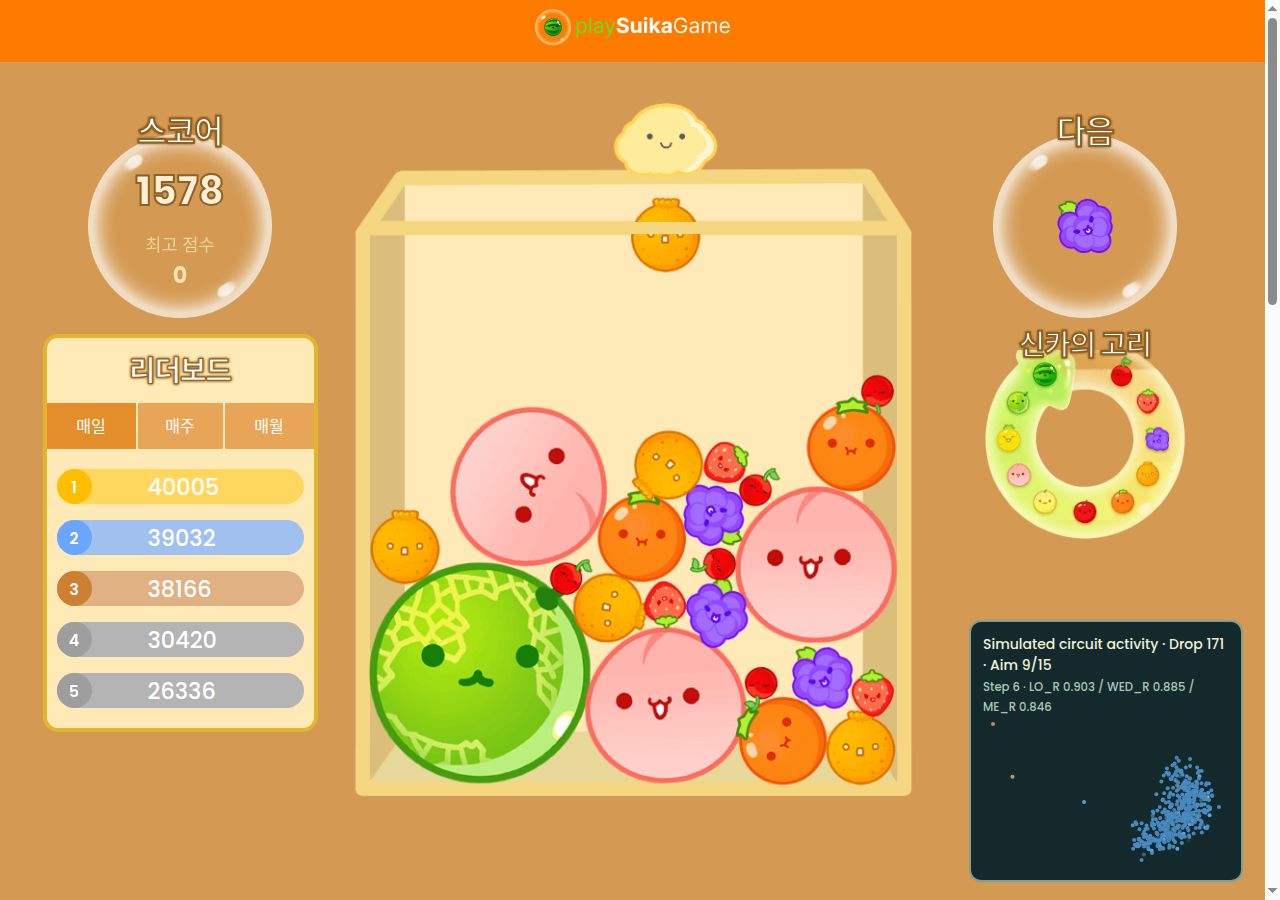 playSuikaGame
스코어
1578
최고 점수
0
다음
리더보드
매일 매주 매월
1 40005
2 39032
3 38166
4 30420
5 26336
신카의 고리
Simulated circuit activity · Drop 171
· Aim 9/15
Step 6 · LO_R 0.903 / WED_R 0.885 /
ME_R 0.846